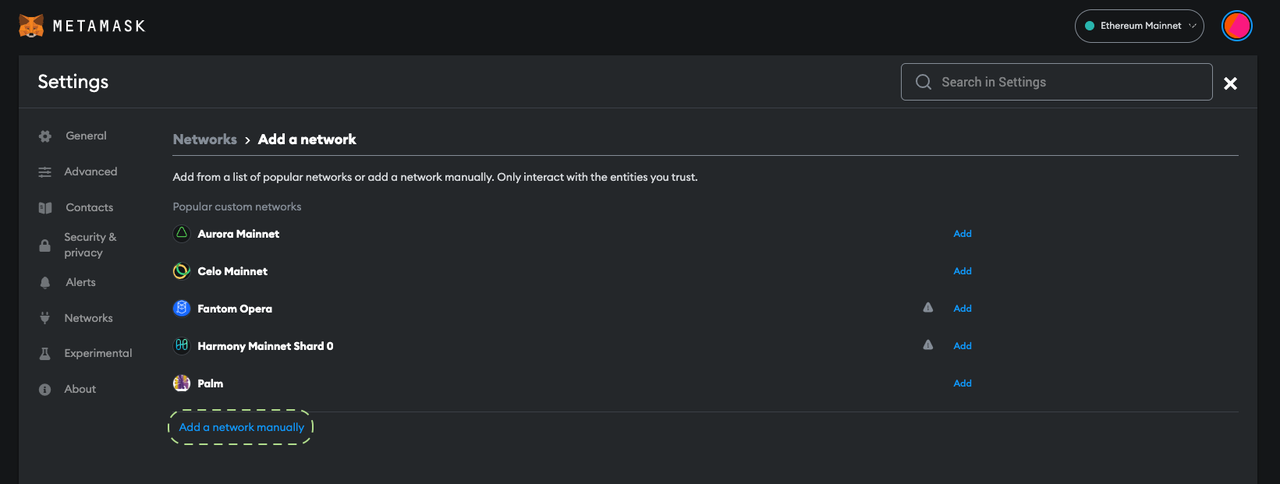 METAMASK
Ethereum Mainnet
Settings
Search in Settings
General
Advanced
Contacts
Security &
privacy
Alerts
Networks
Experimental
About
Networks > Add a network
Add from a list of popular networks or add a network manually. Only interact with the entities you trust.
Popular custom networks
Aurora Mainnet Add
Celo Mainnet Add
Fantom Opera Add
Harmony Mainnet Shard 0 Add
Palm Add
Add a network manually